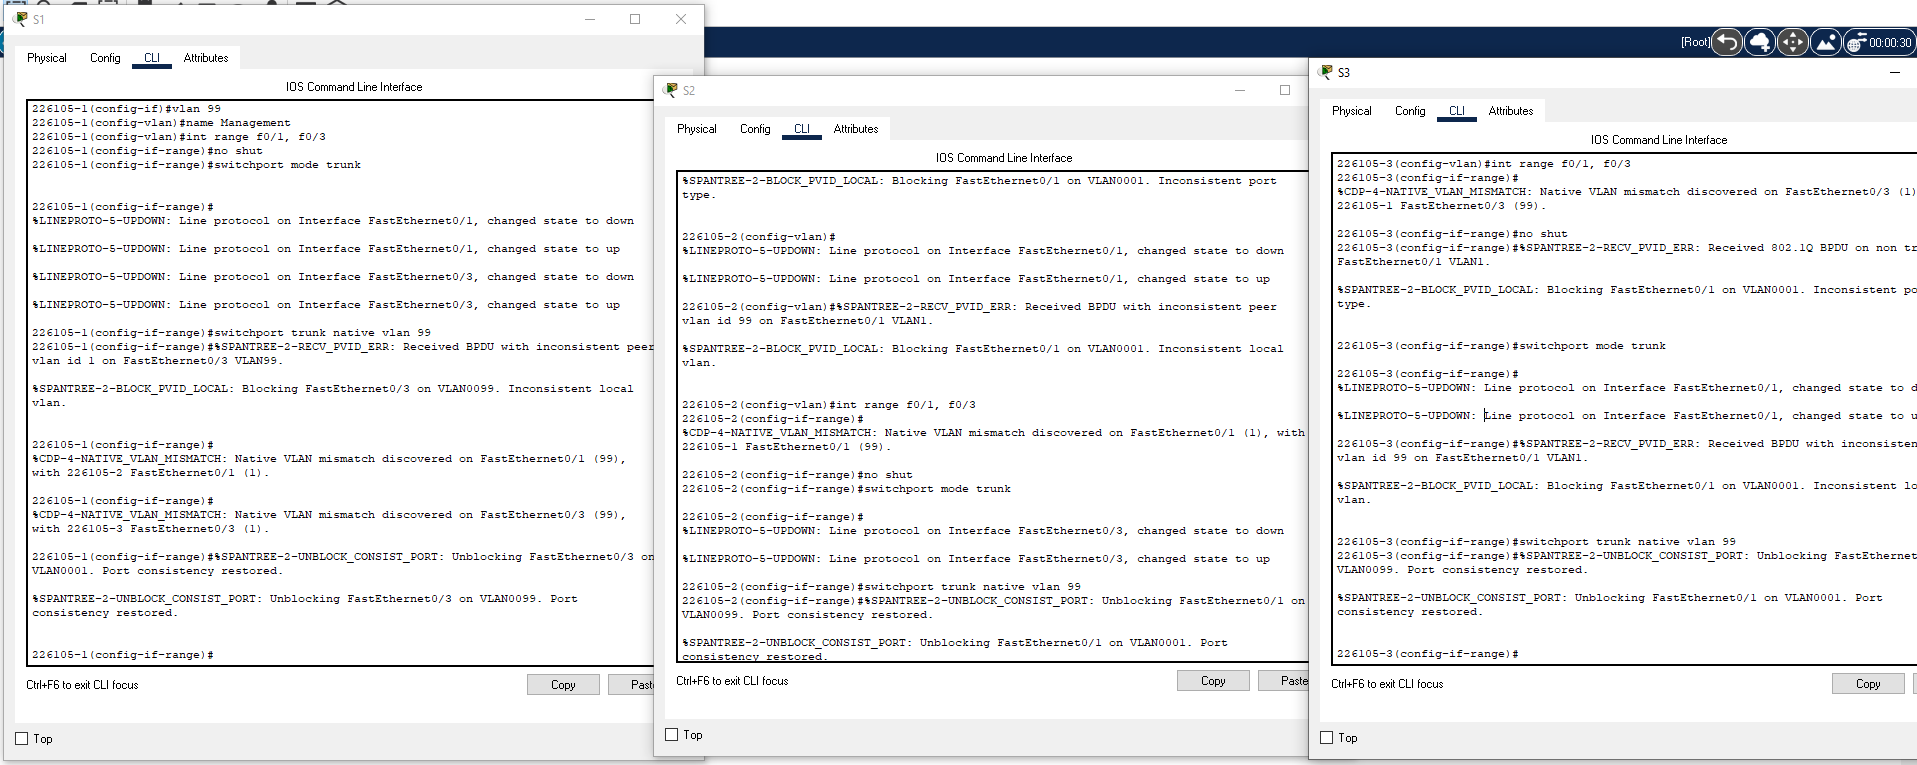 S1
Physical Config CLI Attributes
IOS Command Line Interface
226105-1(config-if)#vlan 99
226105-1(config-vlan)#name Management
226105-1(config-vlan)#int range f0/1, f0/3
226105-1(config-if-range)#no shut
226105-1(config-if-range)#switchport mode trunk
226105-1(config-if-range)#
%LINEPROTO-5-UPDOWN: Line protocol on Interface FastEthernet0/1, changed state to down
%LINEPROTO-5-UPDOWN: Line protocol on Interface FastEthernet0/1, changed state to up
%LINEPROTO-5-UPDOWN: Line protocol on Interface FastEthernet0/3, changed state to down
%LINEPROTO-5-UPDOWN: Line protocol on Interface FastEthernet0/3, changed state to up
226105-1(config-if-range)#switchport trunk native vlan 99
226105-1(config-if-range)#%SPANTREE-2-RECV_PVID_ERR: Received BPDU with inconsistent peer
vlan id 1 on FastEthernet0/3 VLAN99.
%SPANTREE-2-BLOCK_PVID_LOCAL: Blocking FastEthernet0/3 on VLAN0099. Inconsistent local
vlan.
226105-1(config-if-range)#
%CDP-4-NATIVE_VLAN_MISMATCH: Native VLAN mismatch discovered on FastEthernet0/1 (99),
with 226105-2 FastEthernet0/1 (1).
226105-1(config-if-range)#
%CDP-4-NATIVE_VLAN_MISMATCH: Native VLAN mismatch discovered on FastEthernet0/3 (99),
with 226105-3 FastEthernet0/3 (1).
226105-1(config-if-range)#%SPANTREE-2-UNBLOCK_CONSIST_PORT: Unblocking FastEthernet0/3 on
VLAN0001. Port consistency restored.
%SPANTREE-2-UNBLOCK_CONSIST_PORT: Unblocking FastEthernet0/3 on VLAN0099. Port
consistency restored.
226105-1(config-if-range)#
Ctrl+F6 to exit CLI focus
Copy Paste
Top
S2
Physical Config CLI Attributes
IOS Command Line Interface
%SPANTREE-2-BLOCK_PVID_LOCAL: Blocking FastEthernet0/1 on VLAN0001. Inconsistent port
type.
226105-2(config-vlan)#
%LINEPROTO-5-UPDOWN: Line protocol on Interface FastEthernet0/1, changed state to down
%LINEPROTO-5-UPDOWN: Line protocol on Interface FastEthernet0/1, changed state to up
226105-2(config-vlan)#%SPANTREE-2-RECV_PVID_ERR: Received BPDU with inconsistent peer
vlan id 99 on FastEthernet0/1 VLAN1.
%SPANTREE-2-BLOCK_PVID_LOCAL: Blocking FastEthernet0/1 on VLAN0001. Inconsistent local
vlan.
226105-2(config-vlan)#int range f0/1, f0/3
226105-2(config-if-range)#
%CDP-4-NATIVE_VLAN_MISMATCH: Native VLAN mismatch discovered on FastEthernet0/1 (1), with
226105-1 FastEthernet0/1 (99).
226105-2(config-if-range)#no shut
226105-2(config-if-range)#switchport mode trunk
226105-2(config-if-range)#
%LINEPROTO-5-UPDOWN: Line protocol on Interface FastEthernet0/3, changed state to down
%LINEPROTO-5-UPDOWN: Line protocol on Interface FastEthernet0/3, changed state to up
226105-2(config-if-range)#switchport trunk native vlan 99
226105-2(config-if-range)#%SPANTREE-2-UNBLOCK_CONSIST_PORT: Unblocking FastEthernet0/1 on
VLAN0099. Port consistency restored.
%SPANTREE-2-UNBLOCK_CONSIST_PORT: Unblocking FastEthernet0/1 on VLAN0001. Port
consistency restored.
Ctrl+F6 to exit CLI focus
Copy Paste
Top
[Root] 00:00:30
S3
Physical Config CLI Attributes
IOS Command Line Interface
226105-3(config-vlan)#int range f0/1, f0/3
226105-3(config-if-range)#
%CDP-4-NATIVE_VLAN_MISMATCH: Native VLAN mismatch discovered on FastEthernet0/3 (1)
226105-1 FastEthernet0/3 (99).
226105-3(config-if-range)#no shut
226105-3(config-if-range)#%SPANTREE-2-RECV_PVID_ERR: Received 802.1Q BPDU on non tr
FastEthernet0/1 VLAN1.
%SPANTREE-2-BLOCK_PVID_LOCAL: Blocking FastEthernet0/1 on VLAN0001. Inconsistent po
type.
226105-3(config-if-range)#switchport mode trunk
226105-3(config-if-range)#
%LINEPROTO-5-UPDOWN: Line protocol on Interface FastEthernet0/1, changed state to d
%LINEPROTO-5-UPDOWN: Line protocol on Interface FastEthernet0/1, changed state to u
226105-3(config-if-range)#%SPANTREE-2-RECV_PVID_ERR: Received BPDU with inconsisten
vlan id 99 on FastEthernet0/1 VLAN1.
%SPANTREE-2-BLOCK_PVID_LOCAL: Blocking FastEthernet0/1 on VLAN0001. Inconsistent lo
vlan.
226105-3(config-if-range)#switchport trunk native vlan 99
226105-3(config-if-range)#%SPANTREE-2-UNBLOCK_CONSIST_PORT: Unblocking FastEthernet
VLAN0099. Port consistency restored.
%SPANTREE-2-UNBLOCK_CONSIST_PORT: Unblocking FastEthernet0/1 on VLAN0001. Port
consistency restored.
226105-3(config-if-range)#
Ctrl+F6 to exit CLI focus
Copy
Top